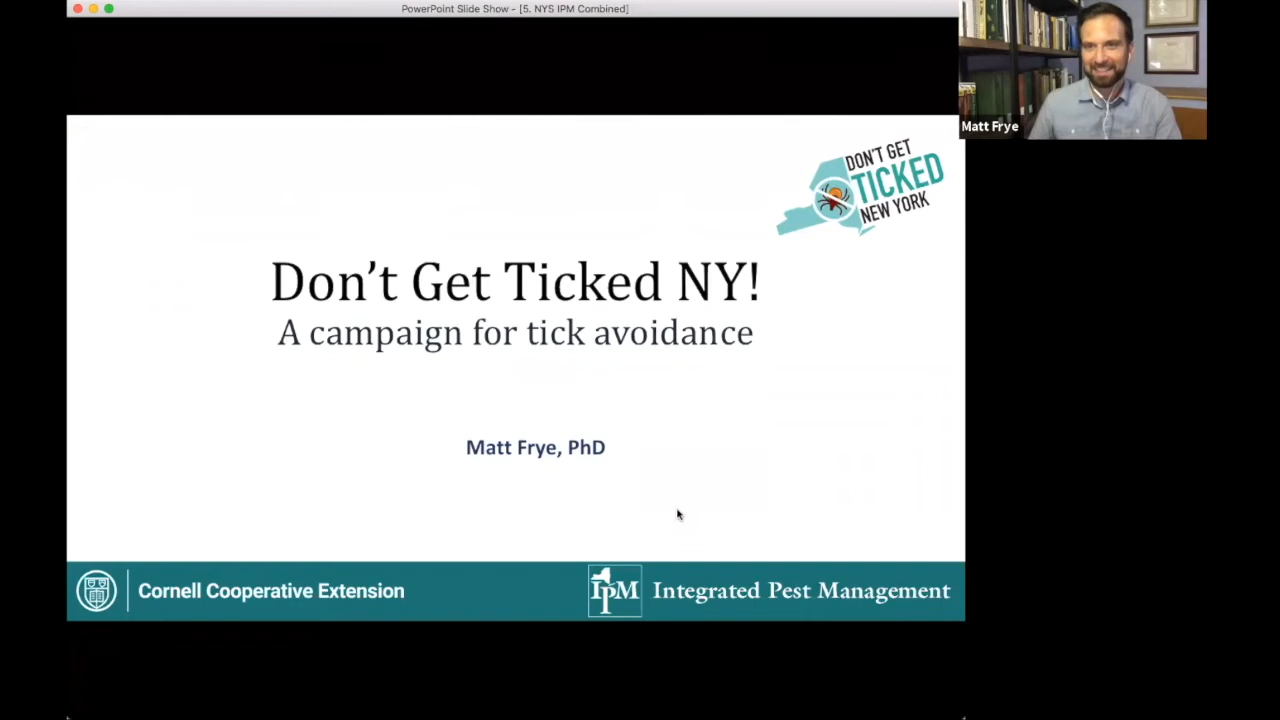 PowerPoint Slide Show - [5. NYS IPM Combined]
Matt Frye
DON'T GET
TICKED
NEW YORK
Don't Get Ticked NY!
A campaign for tick avoidance
Matt Frye, PhD
Cornell Cooperative Extension
IPM
Integrated Pest Management